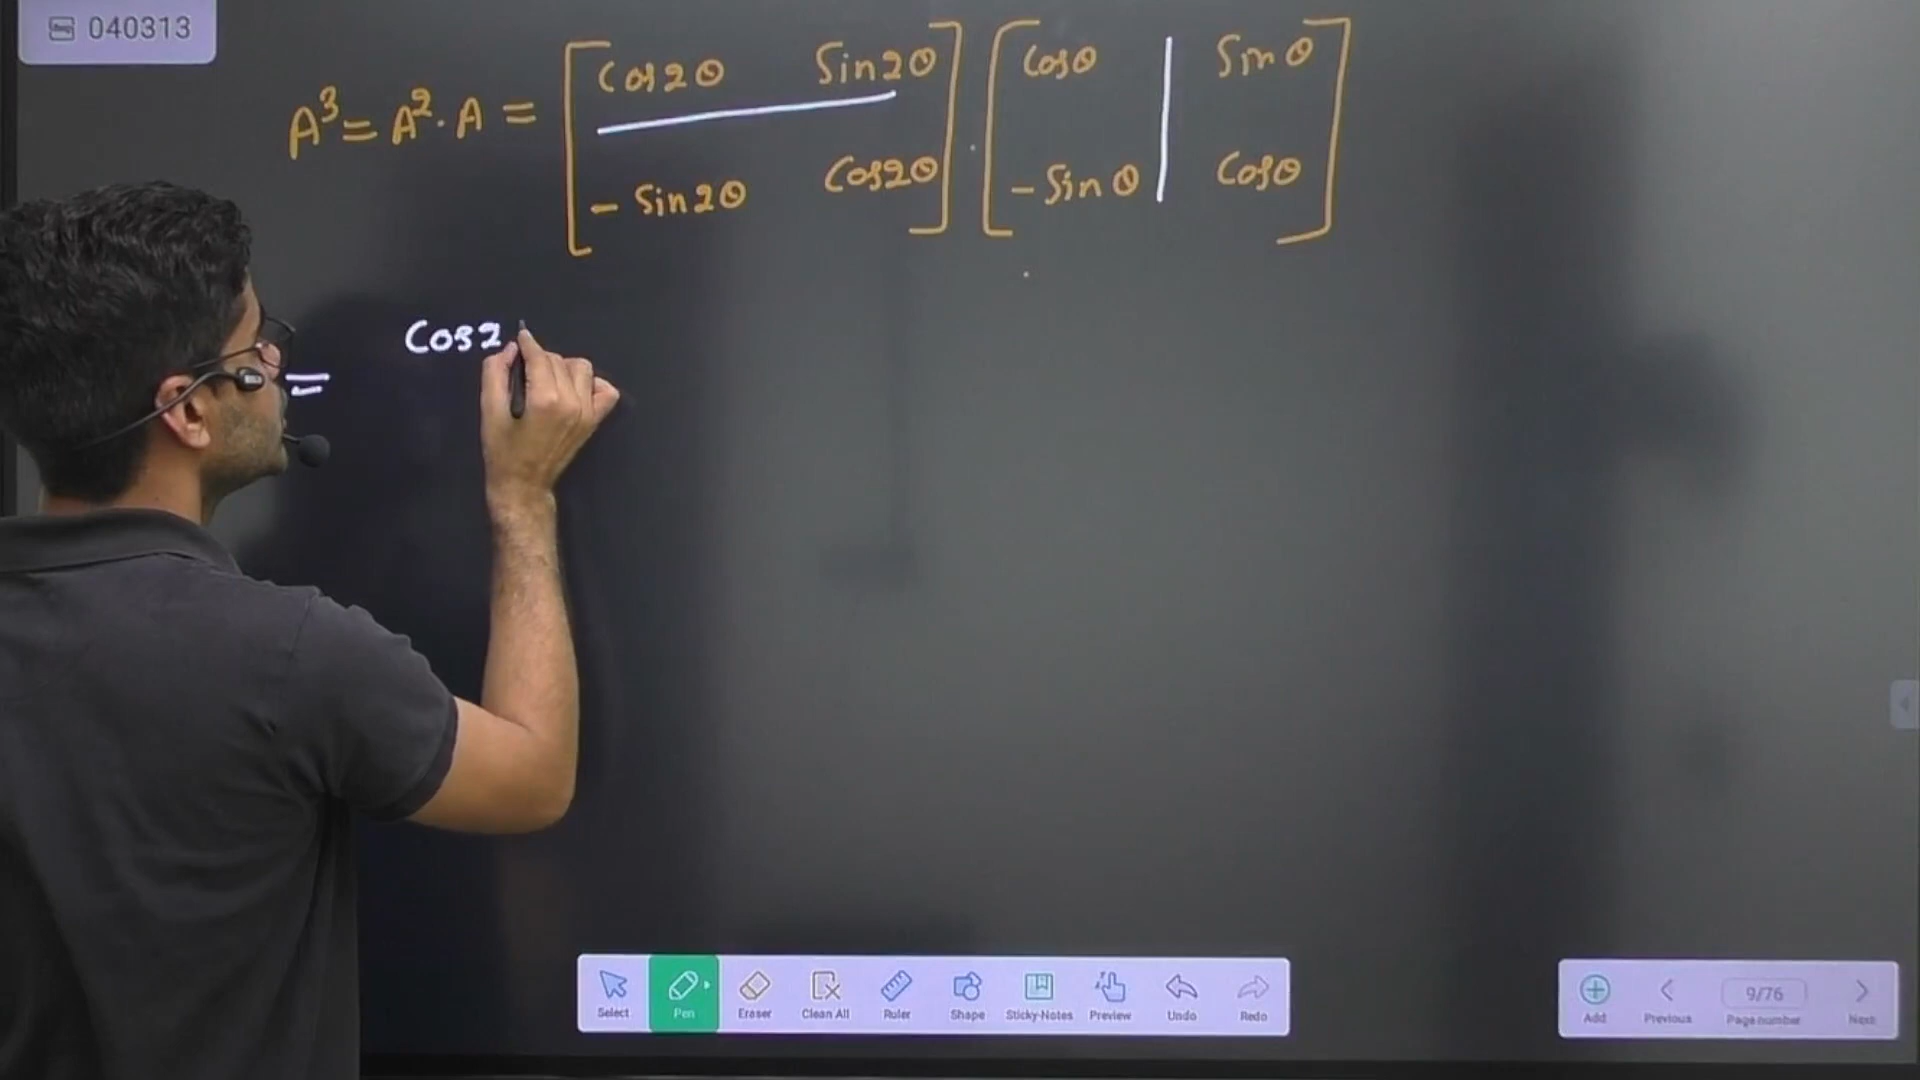 040313
A³ = A²·A = [cos2θ sin2θ] · [cosθ sinθ]
[-sin2θ cos2θ] [-sinθ cosθ]
= cos2
Select Pen Eraser Clean All Ruler Shape Sticky-Notes Preview Undo Redo
9/76
Add Previous Page number Next